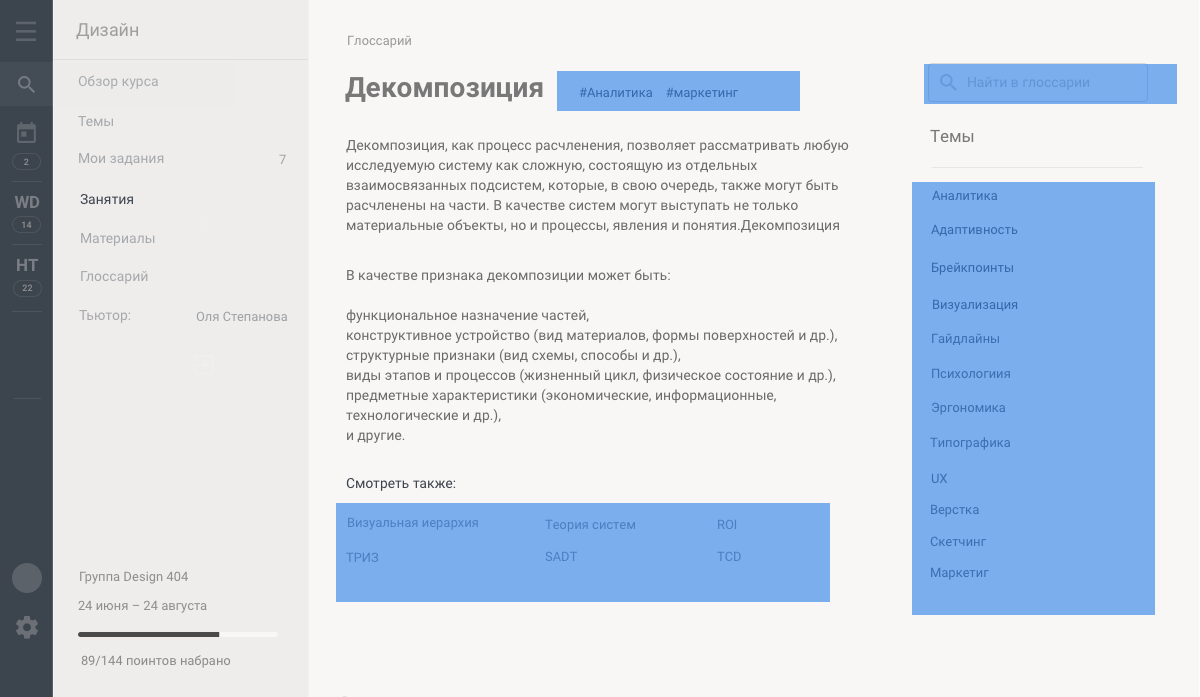 2
WD
14
HT
22
Дизайн
Обзор курса
Темы
Мои задания 7
Занятия
Материалы
Глоссарий
Тьютор: Оля Степанова
Группа Design 404
24 июня – 24 августа
89/144 поинтов набрано
Глоссарий
Декомпозиция #Аналитика #маркетинг
Декомпозиция, как процесс расчленения, позволяет рассматривать любую
исследуемую систему как сложную, состоящую из отдельных
взаимосвязанных подсистем, которые, в свою очередь, также могут быть
расчленены на части. В качестве систем могут выступать не только
материальные объекты, но и процессы, явления и понятия.Декомпозиция
В качестве признака декомпозиции может быть:
функциональное назначение частей,
конструктивное устройство (вид материалов, формы поверхностей и др.),
структурные признаки (вид схемы, способы и др.),
виды этапов и процессов (жизненный цикл, физическое состояние и др.),
предметные характеристики (экономические, информационные,
технологические и др.),
и другие.
Смотреть также:
Визуальная иерархия Теория систем ROI
ТРИЗ SADT TCD
Найти в глоссарии
Темы
Аналитика
Адаптивность
Брейкпоинты
Визуализация
Гайдлайны
Психологиия
Эргономика
Типографика
UX
Верстка
Скетчинг
Маркетиг